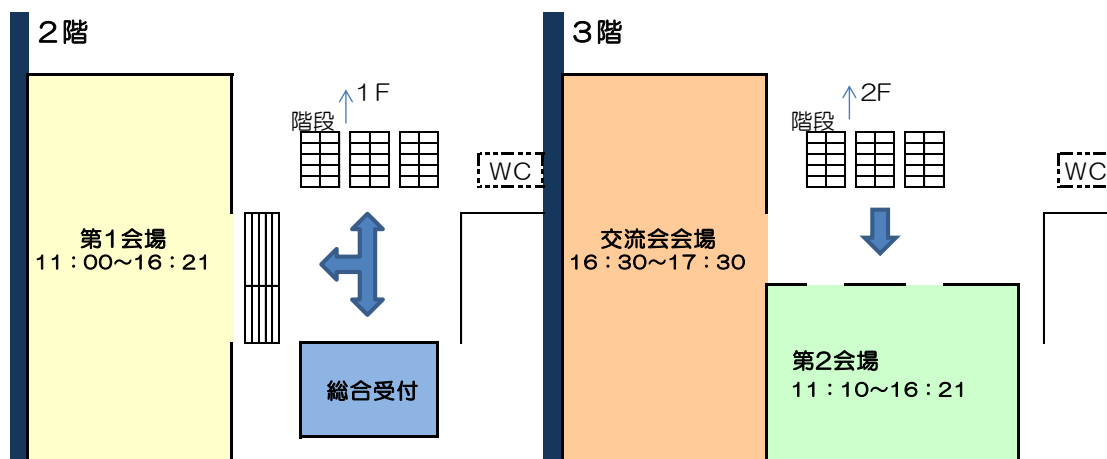 ２階
１Ｆ
階段
WC
第１会場
１１：００～１６：２１
総合受付
３階
２F
階段
WC
交流会会場
１６：３０～１７：３０
第２会場
１１：１０～１６：２１